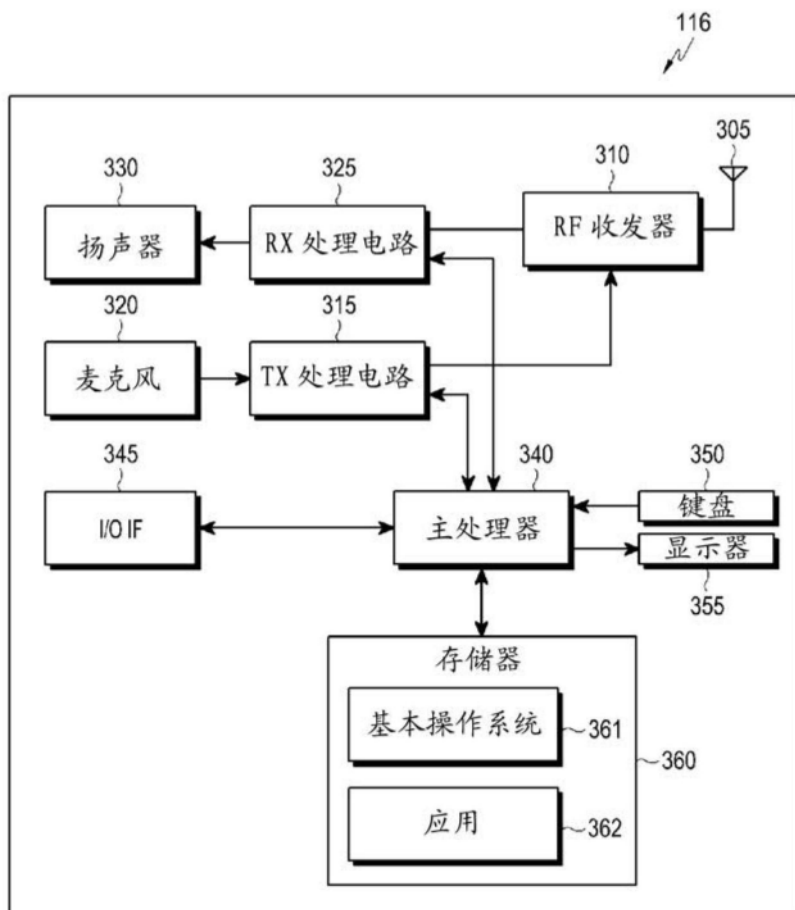 116
305
330
325
310
扬声器
RX 处理电路
RF 收发器
320
315
麦克风
TX 处理电路
345
340
350
I/O IF
主处理器
键盘
显示器
355
存储器
基本操作系统
361
360
应用
362